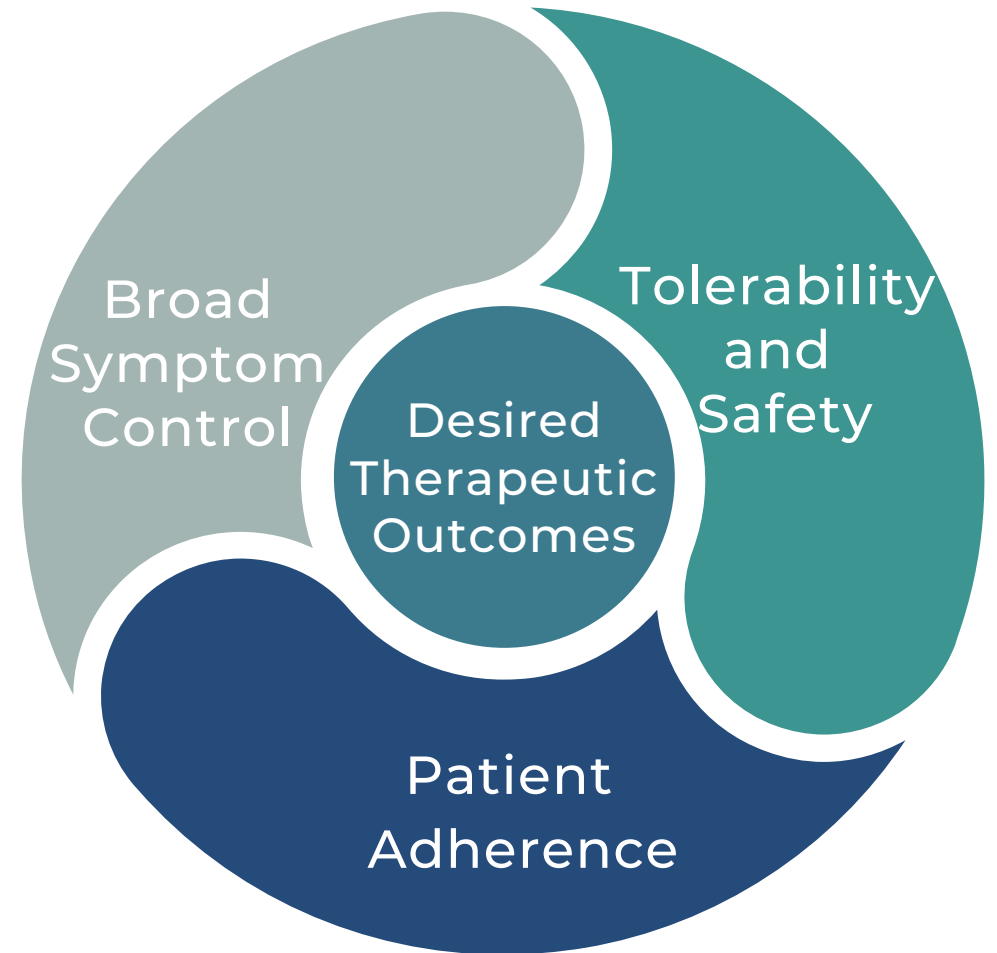 Broad
Symptom
Control
Tolerability
and
Safety
Desired
Therapeutic
Outcomes
Patient
Adherence